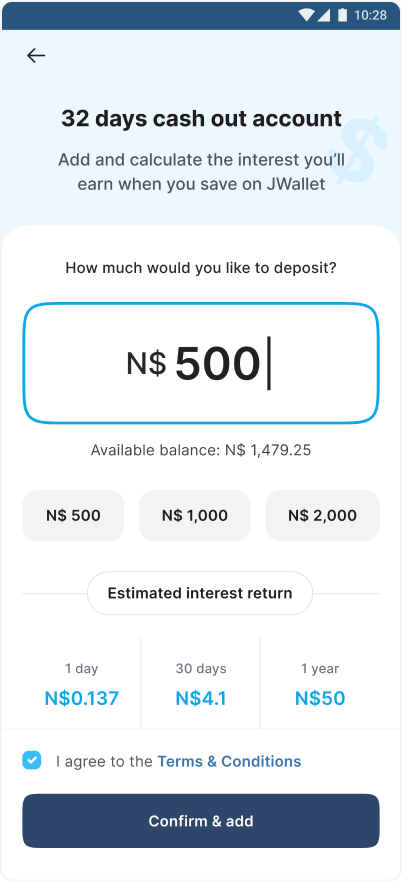 10:28
32 days cash out account
Add and calculate the interest you'll
earn when you save on JWallet
How much would you like to deposit?
N$ 500
Available balance: N$ 1,479.25
N$ 500 N$ 1,000 N$ 2,000
Estimated interest return
1 day 30 days 1 year
N$0.137 N$4.1 N$50
I agree to the Terms & Conditions
Confirm & add